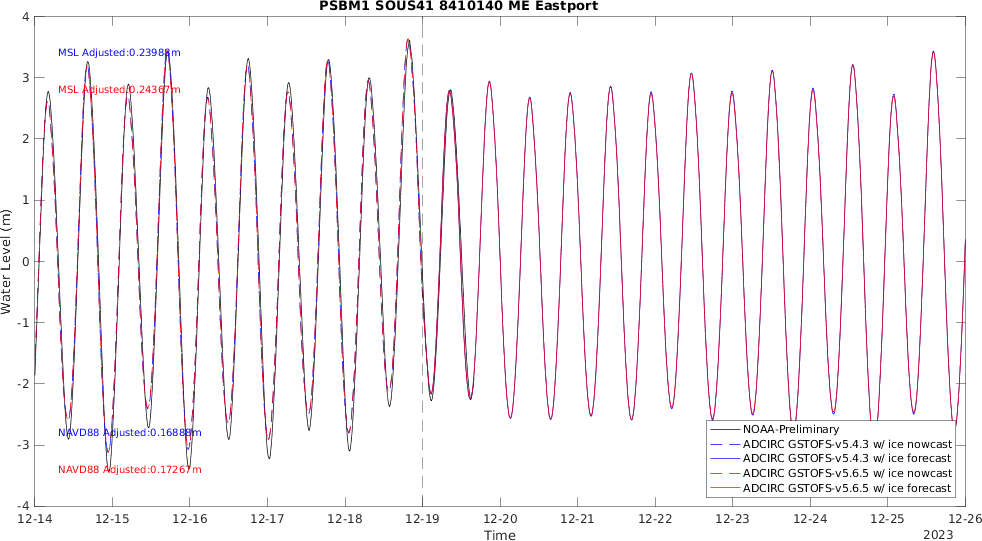 PSBM1 SOUS41 8410140 ME Eastport
4
3
2
1
0
-1
-2
-3
-4
Water Level (m)
MSL Adjusted:0.23988m
MSL Adjusted:0.24367m
NAVD88 Adjusted:0.16888m
NAVD88 Adjusted:0.17267m
NOAA-Preliminary
ADCIRC GSTOFS-v5.4.3 w/ ice nowcast
ADCIRC GSTOFS-v5.4.3 w/ ice forecast
ADCIRC GSTOFS-v5.6.5 w/ ice nowcast
ADCIRC GSTOFS-v5.6.5 w/ ice forecast
12-14 12-15 12-16 12-17 12-18 12-19 12-20 12-21 12-22 12-23 12-24 12-25 12-26
Time
2023